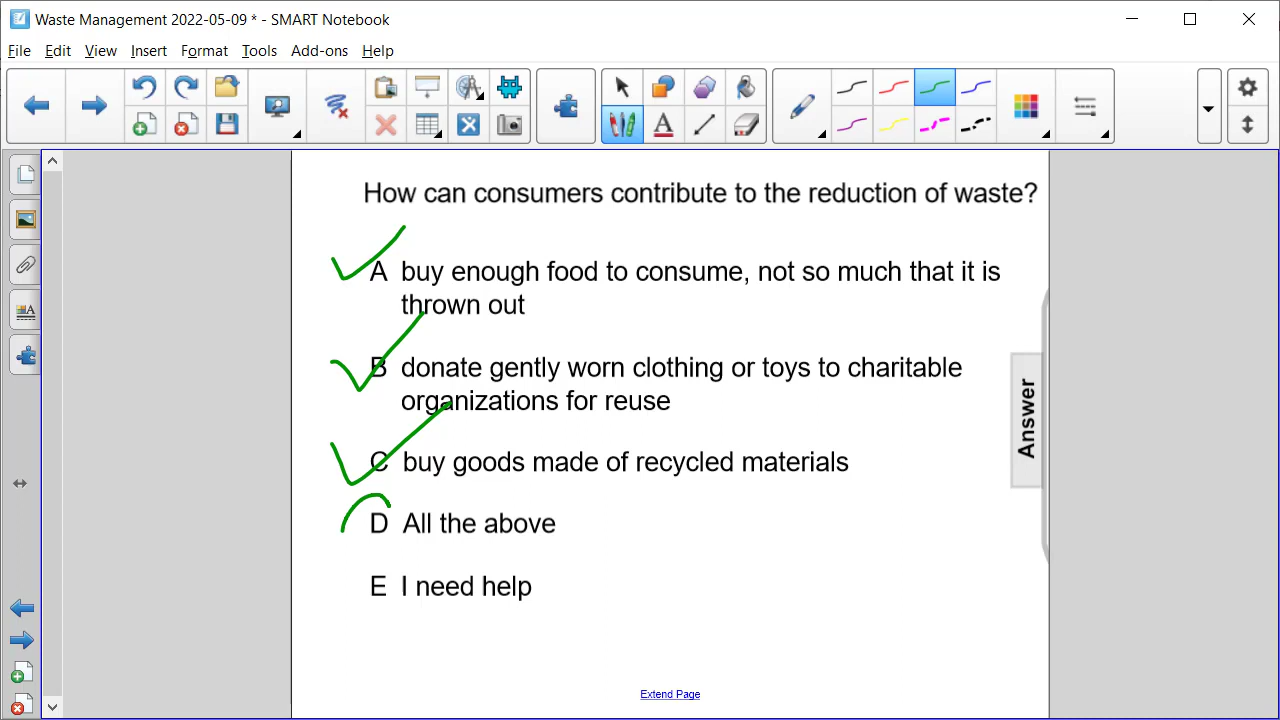 Waste Management 2022-05-09 * - SMART Notebook
File Edit View Insert Format Tools Add-ons Help
How can consumers contribute to the reduction of waste?
A buy enough food to consume, not so much that it is
thrown out
B donate gently worn clothing or toys to charitable
organizations for reuse
C buy goods made of recycled materials
D All the above
E I need help
Answer
Extend Page